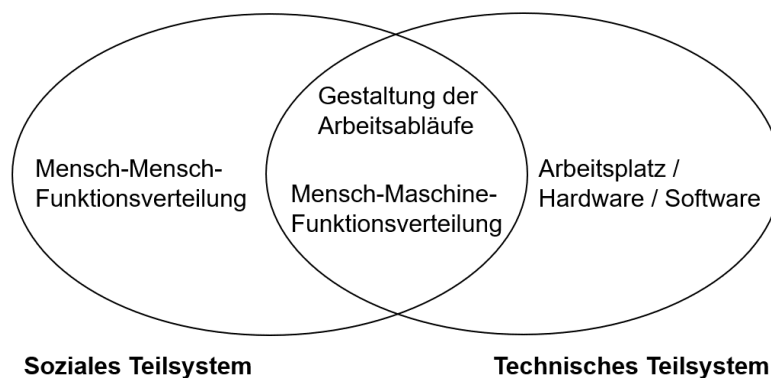 Gestaltung der
Arbeitsabläufe
Mensch-Mensch-
Funktionsverteilung
Mensch-Maschine-
Funktionsverteilung
Arbeitsplatz /
Hardware / Software
Soziales Teilsystem
Technisches Teilsystem